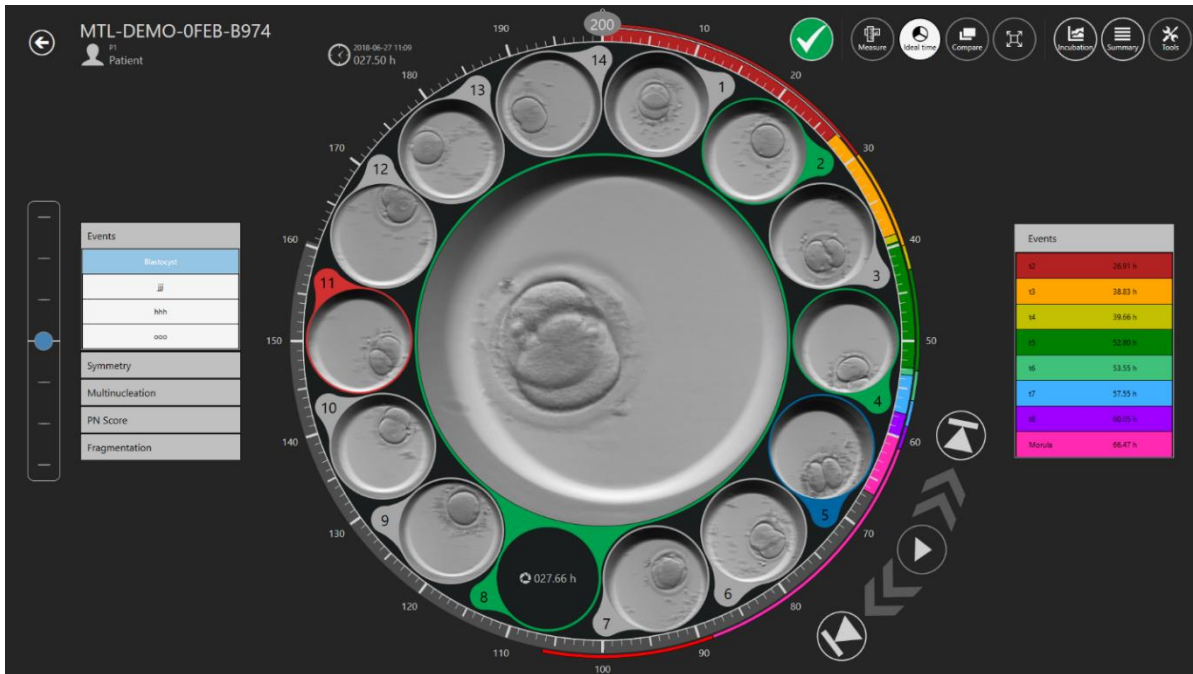 MTL-DEMO-0FEB-B974
P1
Patient
2018-06-27 11:09
027.50 h
Measure
Ideal time
Compare
Incubation
Summary
Tools
200
10
20
30
40
50
60
70
80
90
100
110
120
130
140
150
160
170
180
190
1
2
3
4
5
6
7
8
9
10
11
12
13
14
027.66 h
Events
Blastocyst
jjj
hhh
ooo
Symmetry
Multinucleation
PN Score
Fragmentation
Events
t2 26.91 h
t3 38.83 h
t4 39.66 h
t5 52.80 h
t6 53.55 h
t7 57.55 h
t8
Morula 66.47 h